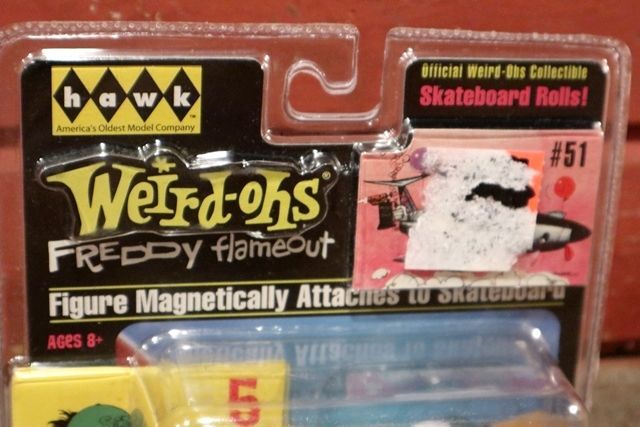 hawk™
America's Oldest Model Company
Official Weird-Ohs Collectible
Skateboard Rolls!
#51
Weird-ohs®
FREDDY flameout
Figure Magnetically Attaches to Skateboard
AGES 8+
5